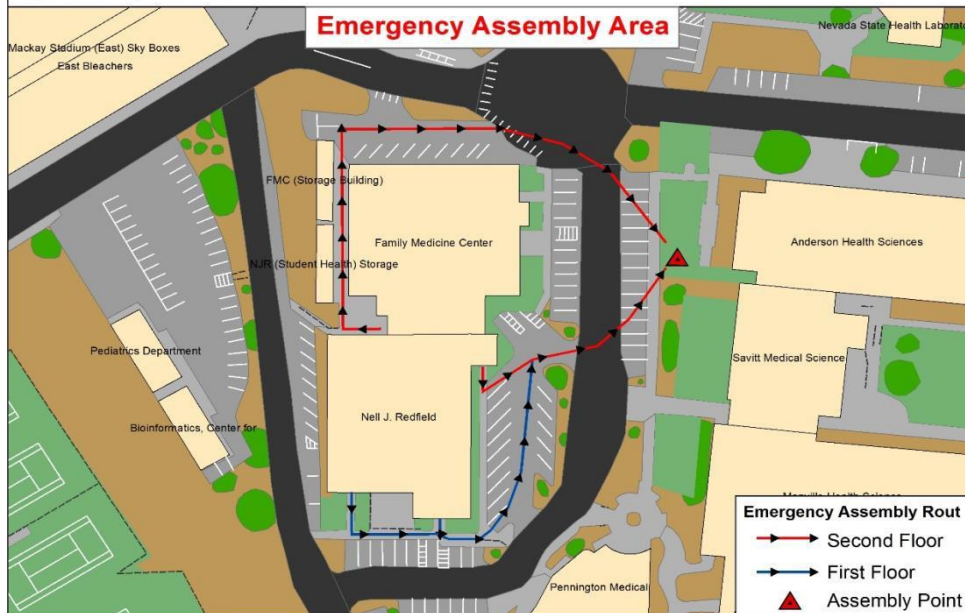 Emergency Assembly Area
Nevada State Health Laborato
Mackay Stadium (East) Sky Boxes
East Bleachers
FMC (Storage Building)
Family Medicine Center
Anderson Health Sciences
NJR (Student Health) Storage
Pediatrics Department
Savitt Medical Science
Nell J. Redfield
Bioinformatics, Center for
Pennington Medical
Emergency Assembly Rout
Second Floor
First Floor
Assembly Point